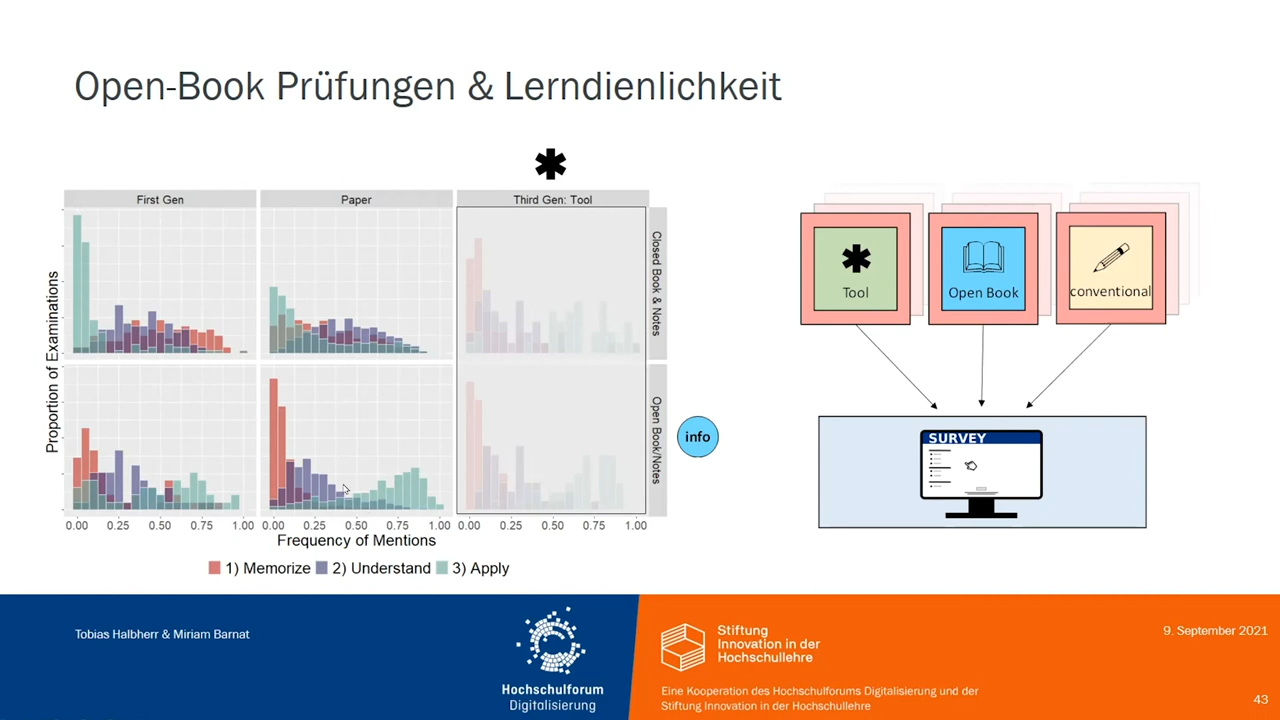 Open-Book Prüfungen & Lerndienlichkeit
*
First Gen
Paper
Third Gen: Tool
Proportion of Examinations
Closed Book & Notes
Open Book/Notes
0.00 0.25 0.50 0.75 1.00
0.00 0.25 0.50 0.75 1.00
0.00 0.25 0.50 0.75 1.00
Frequency of Mentions
1) Memorize 2) Understand 3) Apply
info
* Tool
Open Book
conventional
SURVEY
Tobias Halbherr & Miriam Barnat
Hochschulforum
Digitalisierung
Stiftung
Innovation in der
Hochschullehre
Eine Kooperation des Hochschulforums Digitalisierung und der
Stiftung Innovation in der Hochschullehre
9. September 2021
43